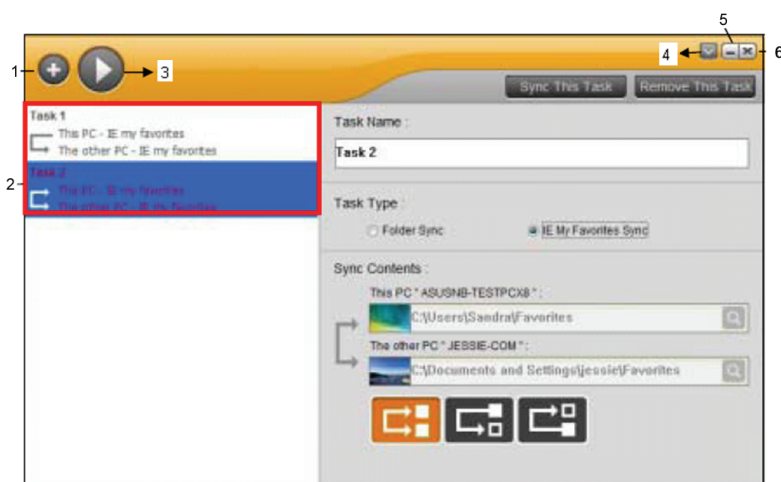 5
4
6
1
3
Sync This Task Remove This Task
Task 1
This PC - IE my favorites
The other PC - IE my favorites
2
Task 2
This PC - IE my favorites
The other PC - IE my favorites
Task Name :
Task 2
Task Type :
Folder Sync IE My Favorites Sync
Sync Contents :
This PC " ASUSNB-TESTPCX8 " :
C:\Users\Sandra\Favorites
The other PC " JESSIE-COM " :
C:\Documents and Settings\jessie\Favorites